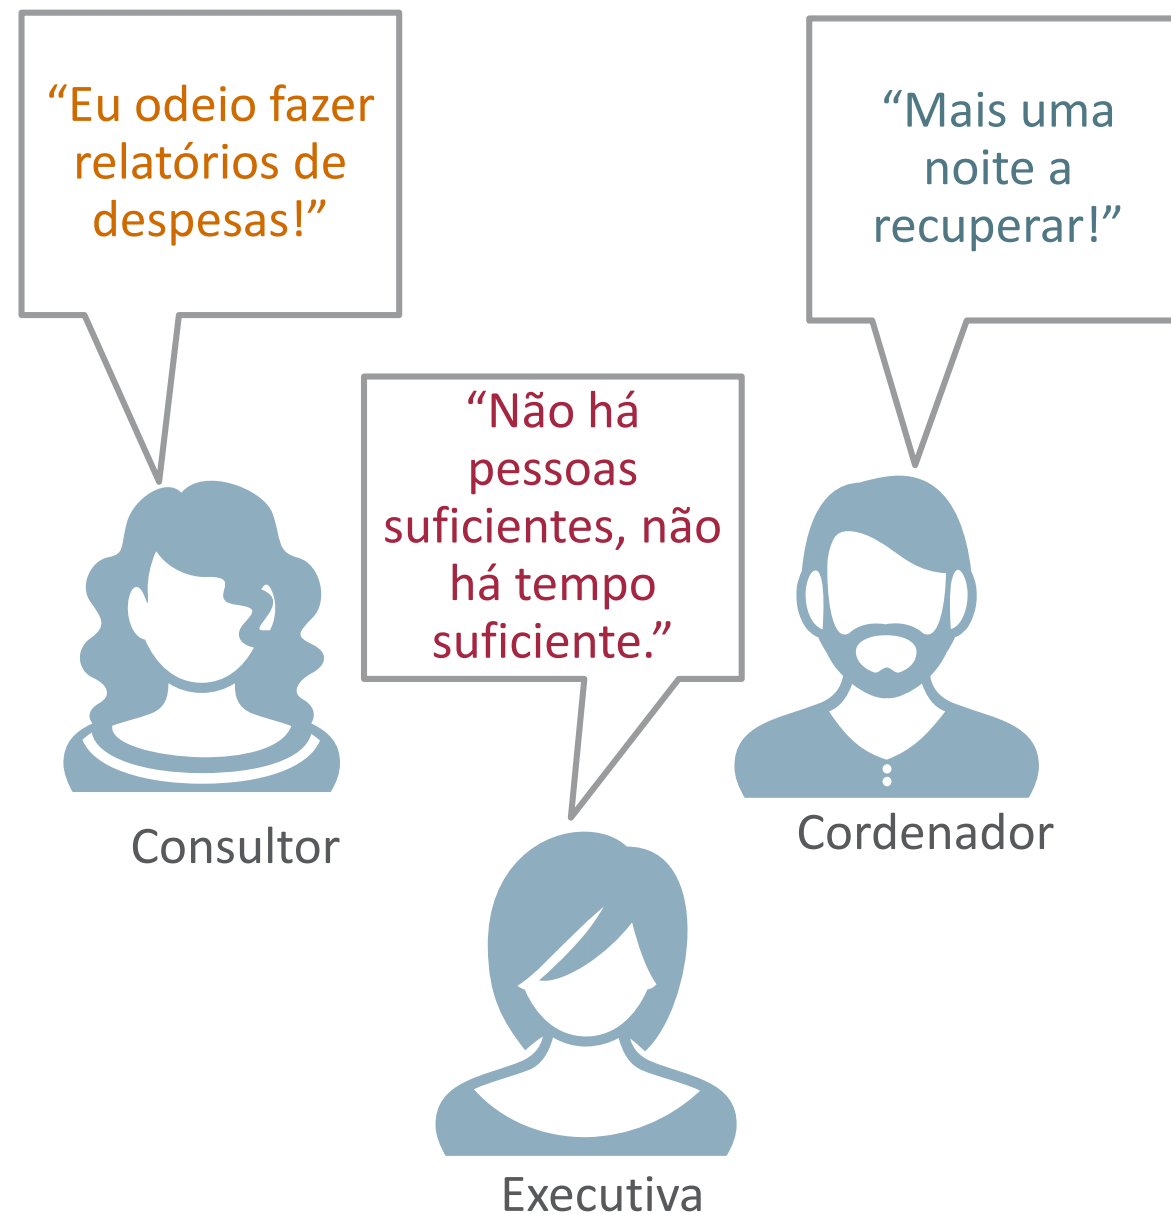 “Eu odeio fazer
relatórios de
despesas!”
“Mais uma
noite a
recuperar!”
“Não há
pessoas
suficientes, não
há tempo
suficiente.”
Consultor
Cordenador
Executiva